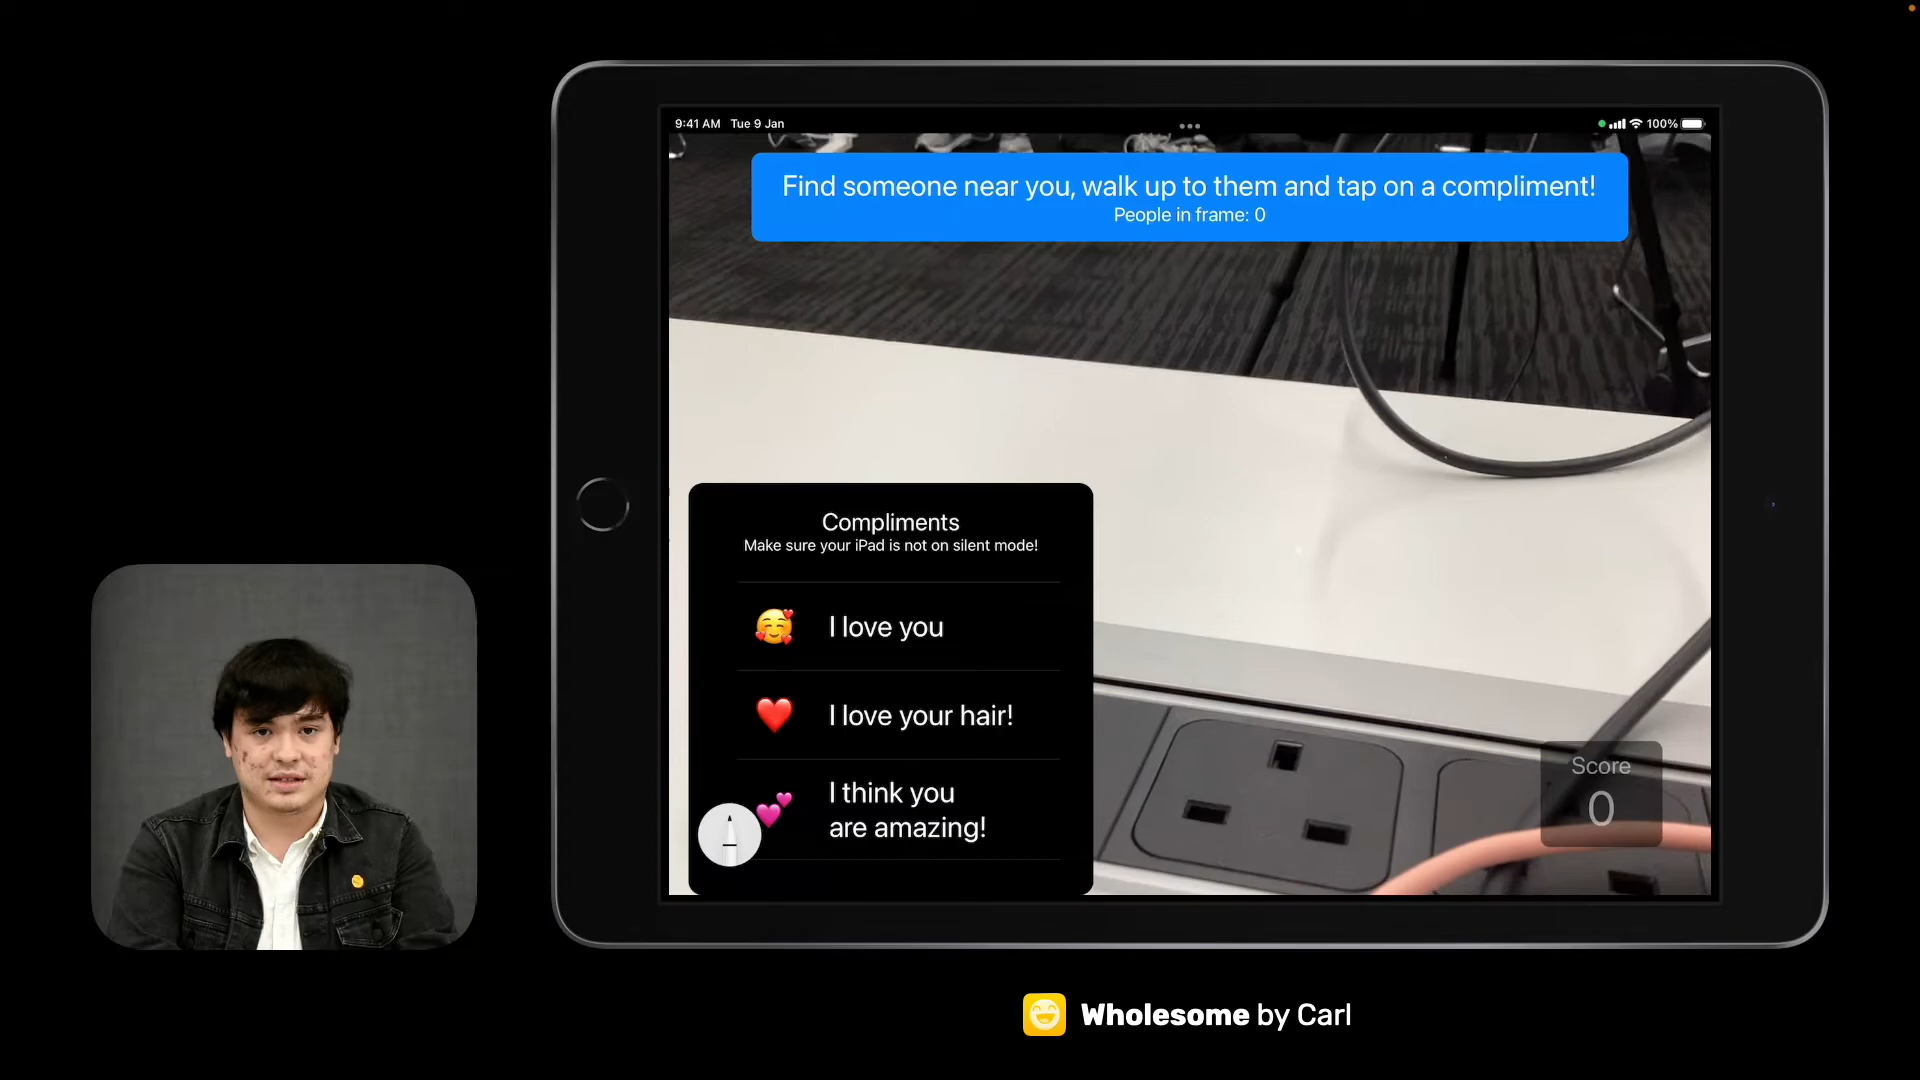 9:41 AM Tue 9 Jan
100%
Find someone near you, walk up to them and tap on a compliment!
People in frame: 0
Compliments
Make sure your iPad is not on silent mode!
I love you
I love your hair!
I think you
are amazing!
Score
0
Wholesome by Carl